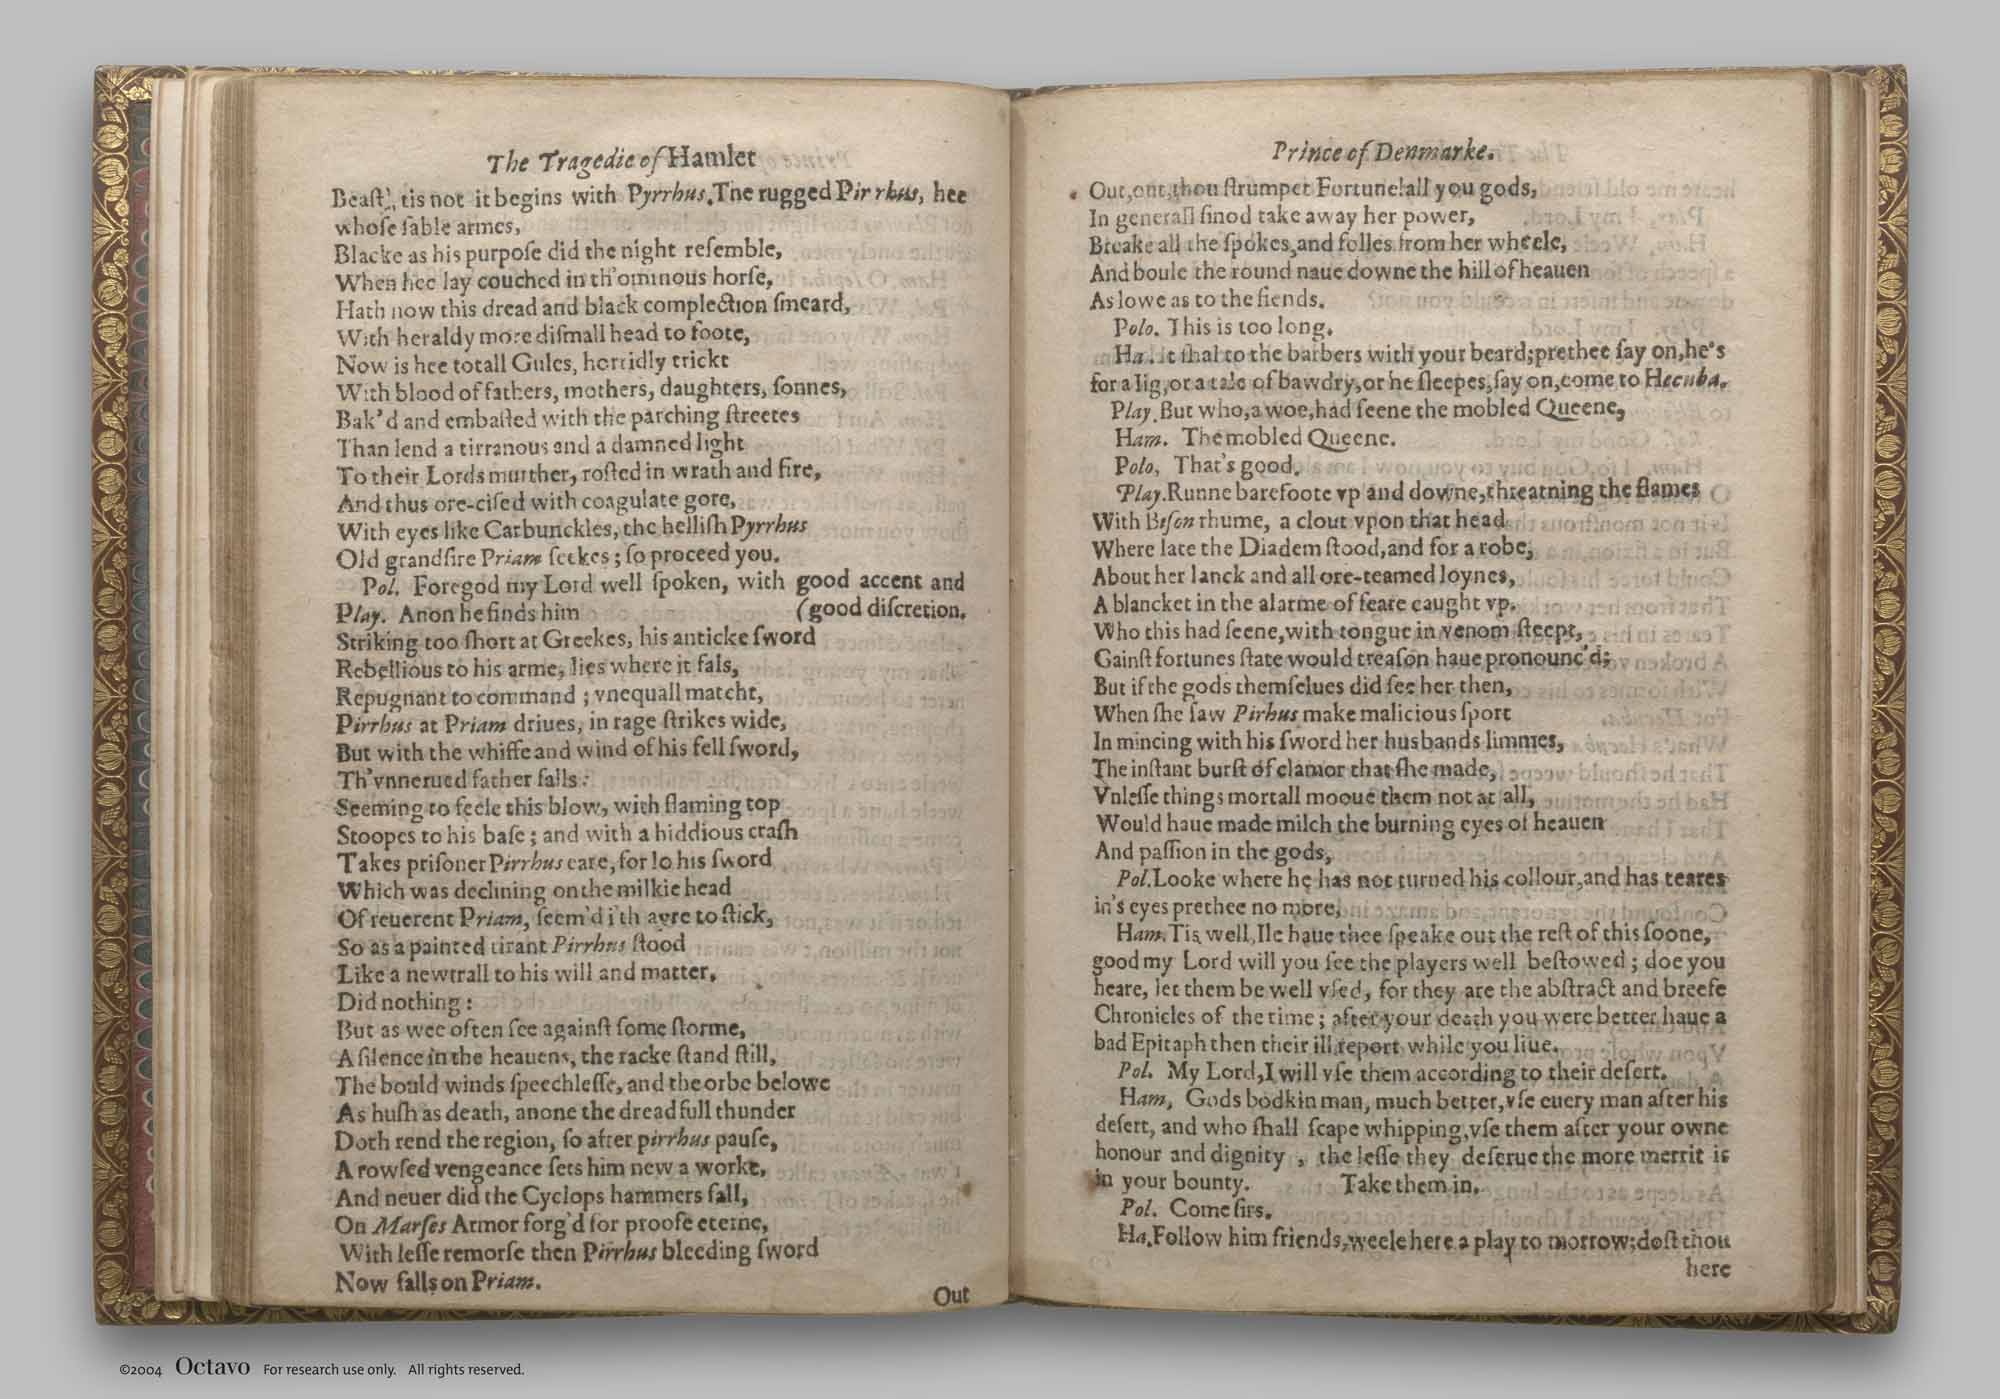 The Tragedie of Hamlet
Beaſt, tis not it begins with Pyrrhus. Tne rugged Pirrhus, hee
whoſe ſable armes,
Blacke as his purpoſe did the night reſemble,
When hee lay couched in th'ominous horſe,
Hath now this dread and black complection ſmeard,
With heraldy more diſmall head to foote,
Now is hee totall Gules, horridly trickt
With blood of fathers, mothers, daughters, ſonnes,
Bak'd and embaſted with the parching ſtreetes
Than lend a tirranous and a damned light
To their Lords murther, roſted in wrath and fire,
And thus ore-ciſed with coagulate gore,
With eyes like Carbunckles, the helliſh Pyrrhus
Old grandſire Priam ſeekes; ſo proceed you.
Pol. Foregod my Lord well ſpoken, with good accent and
Play. Anon he finds him (good diſcretion.
Striking too ſhort at Greekes, his anticke ſword
Rebellious to his arme, lies where it fals,
Repugnant to command; vnequall matcht,
Pirrhus at Priam driues, in rage ſtrikes wide,
But with the whiffe and wind of his fell ſword,
Th'vnnerued father falls:
Seeming to feele this blow, with flaming top
Stoopes to his baſe; and with a hiddious craſh
Takes priſoner Pirrhus eare, for lo his ſword
Which was declining on the milkie head
Of reuerent Priam, ſeem'd i'th ayre to ſtick,
So as a painted tirant Pirrhus ſtood
Like a newtrall to his will and matter,
Did nothing:
But as wee often ſee againſt ſome ſtorme,
A ſilence in the heauens, the racke ſtand ſtill,
The bould winds ſpeechleſſe, and the orbe belowe
As huſh as death, anone the dreadfull thunder
Doth rend the region, ſo after pirrhus pauſe,
A rowſed vengeance ſets him new a worke,
And neuer did the Cyclops hammers fall,
On Marſes Armor forg'd for proofe eterne,
With leſſe remorſe then Pirrhus bleeding ſword
Now falls on Priam.
Out
Prince of Denmarke.
Out, out, thou ſtrumpet Fortune! all you gods,
In generall ſinod take away her power,
Breake all the ſpokes, and folles from her wheele,
And boule the round naue downe the hill of heauen
As lowe as to the fiends.
Polo. This is too long.
Ha. It ſhal to the barbers with your beard; prethee ſay on, he's
for a Iig, or a tale of bawdry, or he ſleepes, ſay on, come to Hecuba.
Play. But who, a woe, had ſeene the mobled Queene,
Ham. The mobled Queene.
Polo, That's good.
Play. Runne barefoote vp and downe, threatning the flames
With Biſon rhume, a clout vpon that head
Where late the Diadem ſtood, and for a robe,
About her lanck and all ore-teamed loynes,
A blancket in the alarme of feare caught vp.
Who this had ſeene, with tongue in venom ſteept,
Gainſt fortunes ſtate would treaſon haue pronounc'd;
But if the gods themſelues did ſee her then,
When ſhe ſaw Pirhus make malicious ſport
In mincing with his ſword her husbands limmes,
The inſtant burſt of clamor that ſhe made,
Vnleſſe things mortall mooue them not at all,
Would haue made milch the burning eyes of heauen
And paſſion in the gods,
Pol. Looke where he has not turned his collour, and has teares
in's eyes prethee no more,
Ham. Tis well, Ile haue thee ſpeake out the reſt of this ſoone,
good my Lord will you ſee the players well beſtowed; doe you
heare, let them be well vſed, for they are the abſtract and breefe
Chronicles of the time; after your death you were better haue a
bad Epitaph then their ill report while you liue.
Pol. My Lord, I will vſe them according to their deſert.
Ham, Gods bodkin man, much better, vſe euery man after his
deſert, and who ſhall ſcape whipping, vſe them after your owne
honour and dignity, the leſſe they deſerue the more merrit is
in your bounty. Take them in.
Pol. Come ſirs.
Ha. Follow him friends, weele here a play to morrow; doſt thou
here
©2004 Octavo For research use only. All rights reserved.